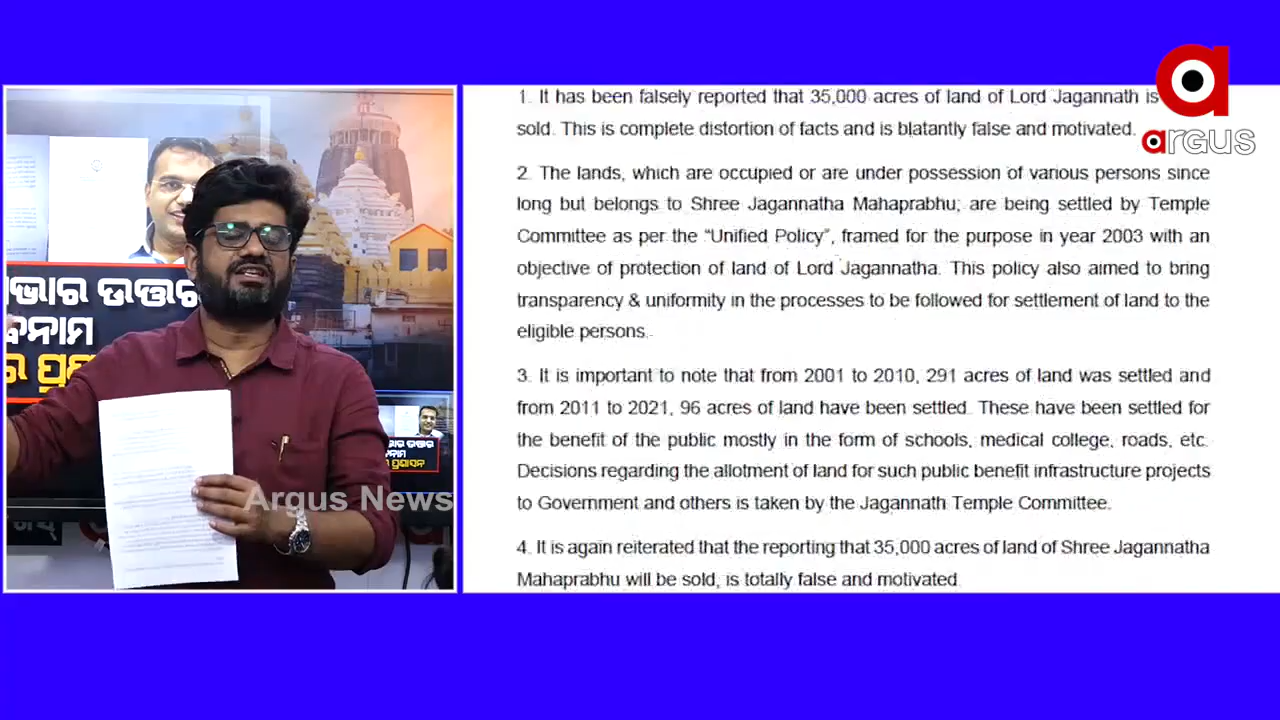 ଭାର ଉତ୍ତର
ନାମ
ର ପ୍ରଶା
ଭାର ଉତ୍ତର
ନାମ
ପ୍ରଶାସନ
Argus News
argus
1. It has been falsely reported that 35,000 acres of land of Lord Jagannath is
sold. This is complete distortion of facts and is blatantly false and motivated.
2. The lands, which are occupied or are under possession of various persons since
long but belongs to Shree Jagannatha Mahaprabhu; are being settled by Temple
Committee as per the “Unified Policy”, framed for the purpose in year 2003 with an
objective of protection of land of Lord Jagannatha. This policy also aimed to bring
transparency & uniformity in the processes to be followed for settlement of land to the
eligible persons.
3. It is important to note that from 2001 to 2010, 291 acres of land was settled and
from 2011 to 2021, 96 acres of land have been settled. These have been settled for
the benefit of the public mostly in the form of schools, medical college, roads, etc.
Decisions regarding the allotment of land for such public benefit infrastructure projects
to Government and others is taken by the Jagannath Temple Committee.
4. It is again reiterated that the reporting that 35,000 acres of land of Shree Jagannatha
Mahaprabhu will be sold, is totally false and motivated.